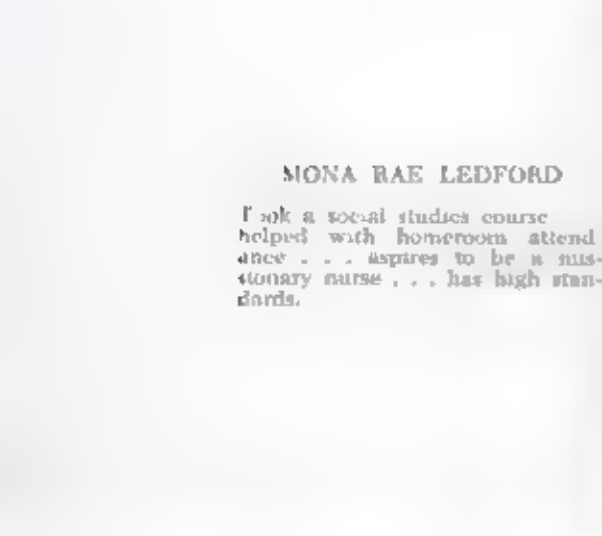 MONA RAE LEDFORD
Took a social studies course
helped with homeroom attend
ance . . . aspires to be a mis-
sionary nurse . . . has high stan-
dards.